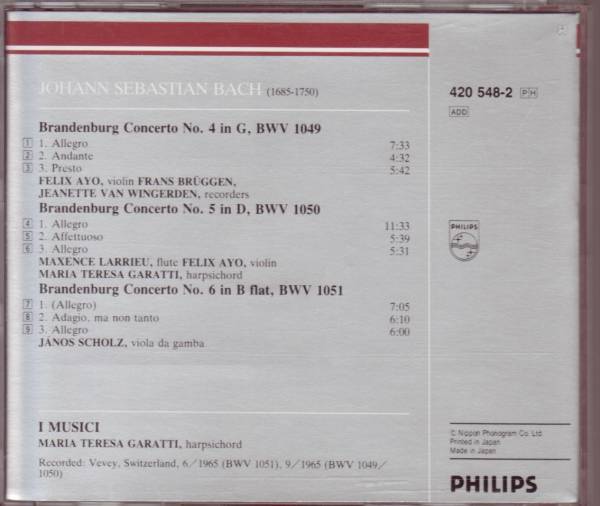 JOHANN SEBASTIAN BACH (1685-1750)
Brandenburg Concerto No. 4 in G, BWV 1049
1 1. Allegro 7:33
2 2. Andante 4:32
3 3. Presto 5:42
FELIX AYO, violin FRANS BRÜGGEN,
JEANETTE VAN WINGERDEN, recorders
Brandenburg Concerto No. 5 in D, BWV 1050
4 1. Allegro 11:33
5 2. Affettuoso 5:39
6 3. Allegro 5:31
MAXENCE LARRIEU, flute FELIX AYO, violin
MARIA TERESA GARATTI, harpsichord
Brandenburg Concerto No. 6 in B flat, BWV 1051
7 1. (Allegro) 7:05
8 2. Adagio, ma non tanto 6:10
9 3. Allegro 6:00
JÁNOS SCHOLZ, viola da gamba
I MUSICI
MARIA TERESA GARATTI, harpsichord
Recorded: Vevey, Switzerland, 6/1965 (BWV 1051), 9/1965 (BWV 1049/
1050)
420 548-2 PH
ADD
PHILIPS
© Nippon Phonogram Co. Ltd.
Printed in Japan
Made in Japan
PHILIPS